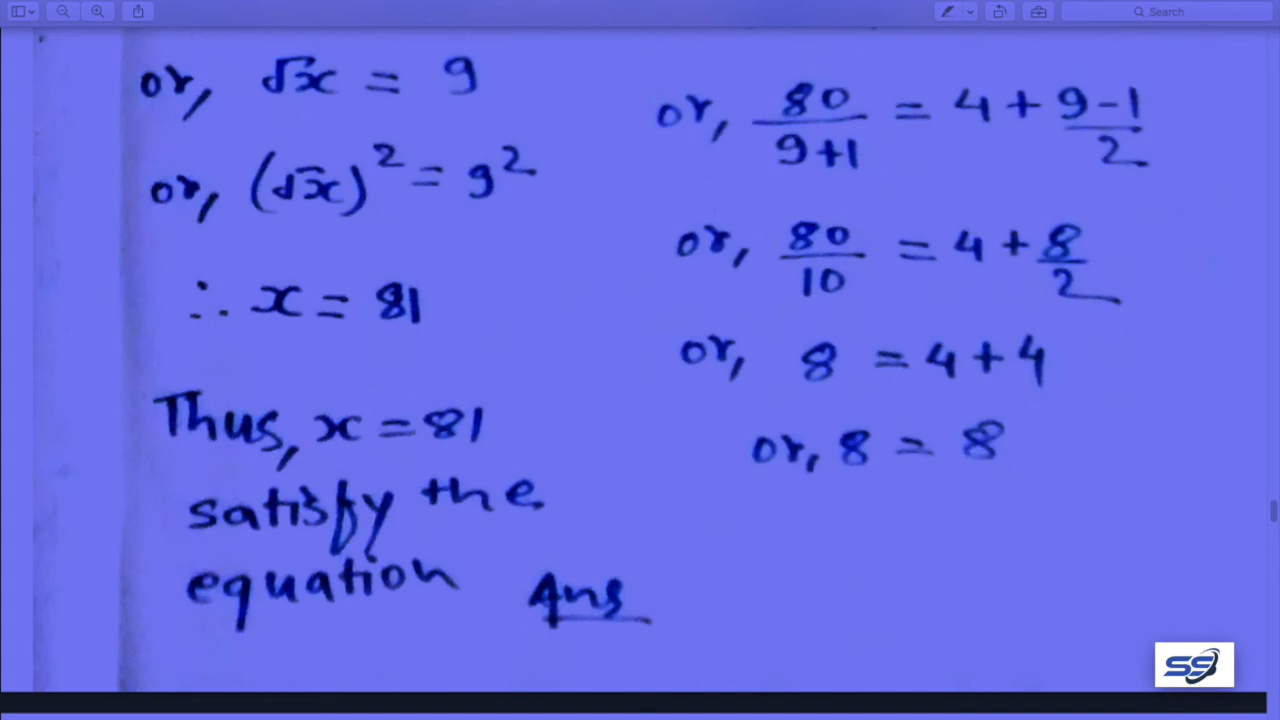 Search
or, √x = 9
or, (√x)² = 9²
∴ x = 81
Thus, x = 81
satisfy the
equation Ans
or, 80/(9+1) = 4 + (9-1)/2
or, 80/10 = 4 + 8/2
or, 8 = 4 + 4
or, 8 = 8
SS